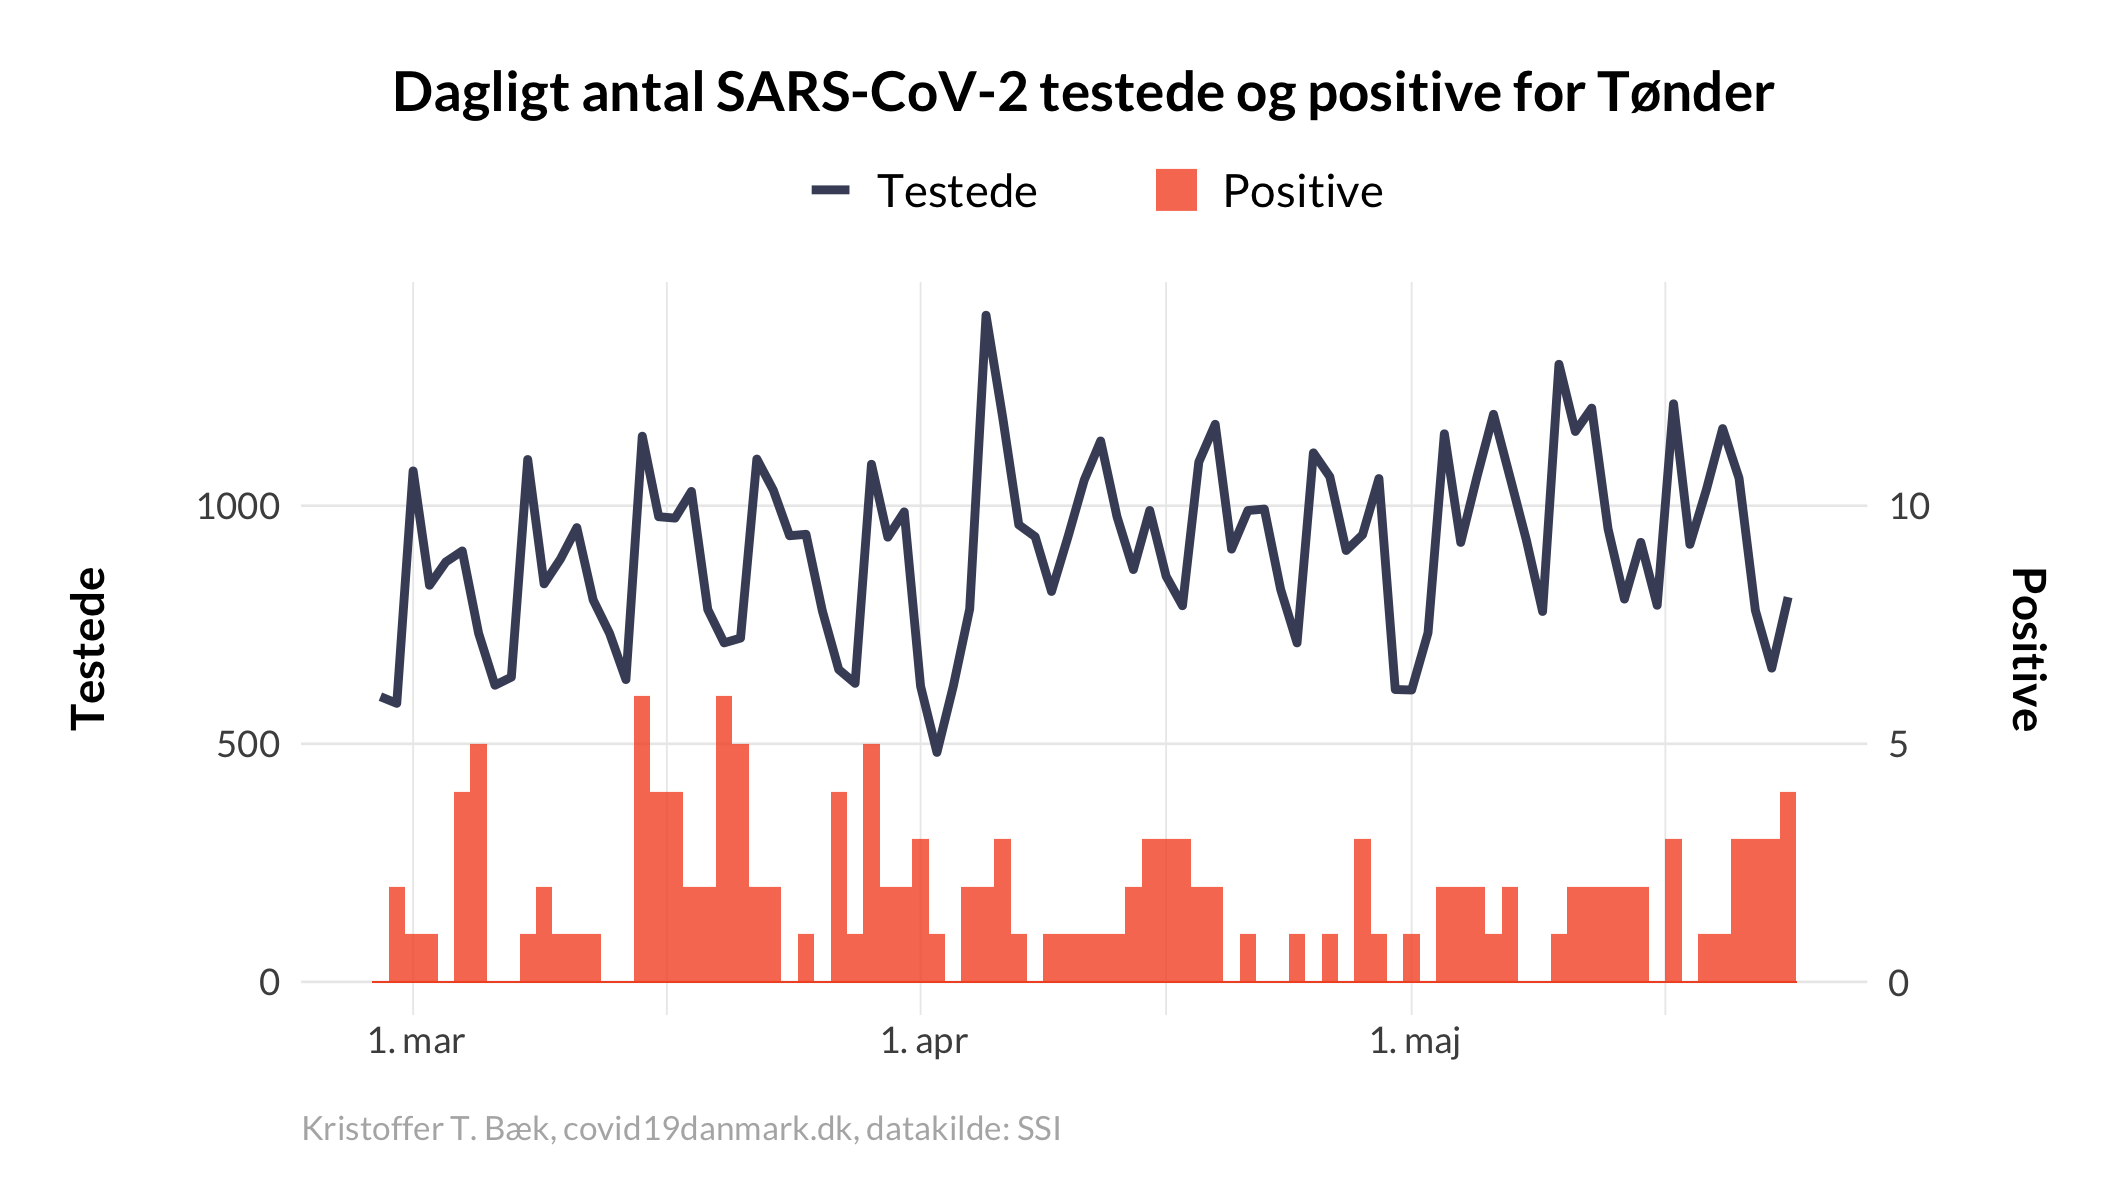 Dagligt antal SARS-CoV-2 testede og positive for Tønder
Testede Positive
1000
500
0
10
5
0
Testede
Positive
1. mar 1. apr 1. maj
Kristoffer T. Bæk, covid19danmark.dk, datakilde: SSI